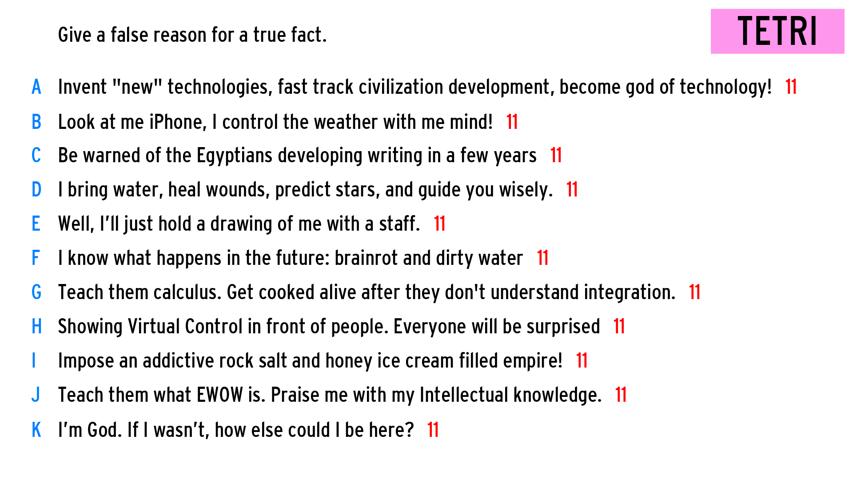 Give a false reason for a true fact.
TETRI
A Invent "new" technologies, fast track civilization development, become god of technology! 11
B Look at me iPhone, I control the weather with me mind! 11
C Be warned of the Egyptians developing writing in a few years 11
D I bring water, heal wounds, predict stars, and guide you wisely. 11
E Well, I’ll just hold a drawing of me with a staff. 11
F I know what happens in the future: brainrot and dirty water 11
G Teach them calculus. Get cooked alive after they don't understand integration. 11
H Showing Virtual Control in front of people. Everyone will be surprised 11
I Impose an addictive rock salt and honey ice cream filled empire! 11
J Teach them what EWOW is. Praise me with my Intellectual knowledge. 11
K I’m God. If I wasn’t, how else could I be here? 11